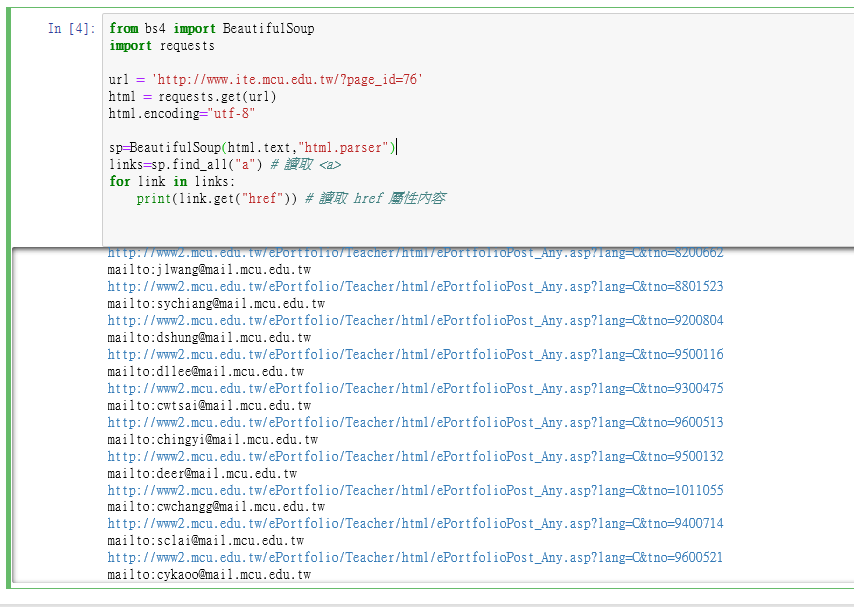 In [4]: from bs4 import BeautifulSoup
import requests
url = 'http://www.ite.mcu.edu.tw/?page_id=76'
html = requests.get(url)
html.encoding="utf-8"
sp=BeautifulSoup(html.text,"html.parser")
links=sp.find_all("a") # 讀取 <a>
for link in links:
    print(link.get("href")) # 讀取 href 屬性內容
http://www2.mcu.edu.tw/ePortfolio/Teacher/html/ePortfolioPost_Any.asp?lang=C&tno=8200662
mailto:jlwang@mail.mcu.edu.tw
http://www2.mcu.edu.tw/ePortfolio/Teacher/html/ePortfolioPost_Any.asp?lang=C&tno=8801523
mailto:sychiang@mail.mcu.edu.tw
http://www2.mcu.edu.tw/ePortfolio/Teacher/html/ePortfolioPost_Any.asp?lang=C&tno=9200804
mailto:dshung@mail.mcu.edu.tw
http://www2.mcu.edu.tw/ePortfolio/Teacher/html/ePortfolioPost_Any.asp?lang=C&tno=9500116
mailto:dllee@mail.mcu.edu.tw
http://www2.mcu.edu.tw/ePortfolio/Teacher/html/ePortfolioPost_Any.asp?lang=C&tno=9300475
mailto:cwtsai@mail.mcu.edu.tw
http://www2.mcu.edu.tw/ePortfolio/Teacher/html/ePortfolioPost_Any.asp?lang=C&tno=9600513
mailto:chingyi@mail.mcu.edu.tw
http://www2.mcu.edu.tw/ePortfolio/Teacher/html/ePortfolioPost_Any.asp?lang=C&tno=9500132
mailto:deer@mail.mcu.edu.tw
http://www2.mcu.edu.tw/ePortfolio/Teacher/html/ePortfolioPost_Any.asp?lang=C&tno=1011055
mailto:cwchangg@mail.mcu.edu.tw
http://www2.mcu.edu.tw/ePortfolio/Teacher/html/ePortfolioPost_Any.asp?lang=C&tno=9400714
mailto:sclai@mail.mcu.edu.tw
http://www2.mcu.edu.tw/ePortfolio/Teacher/html/ePortfolioPost_Any.asp?lang=C&tno=9600521
mailto:cykaoo@mail.mcu.edu.tw